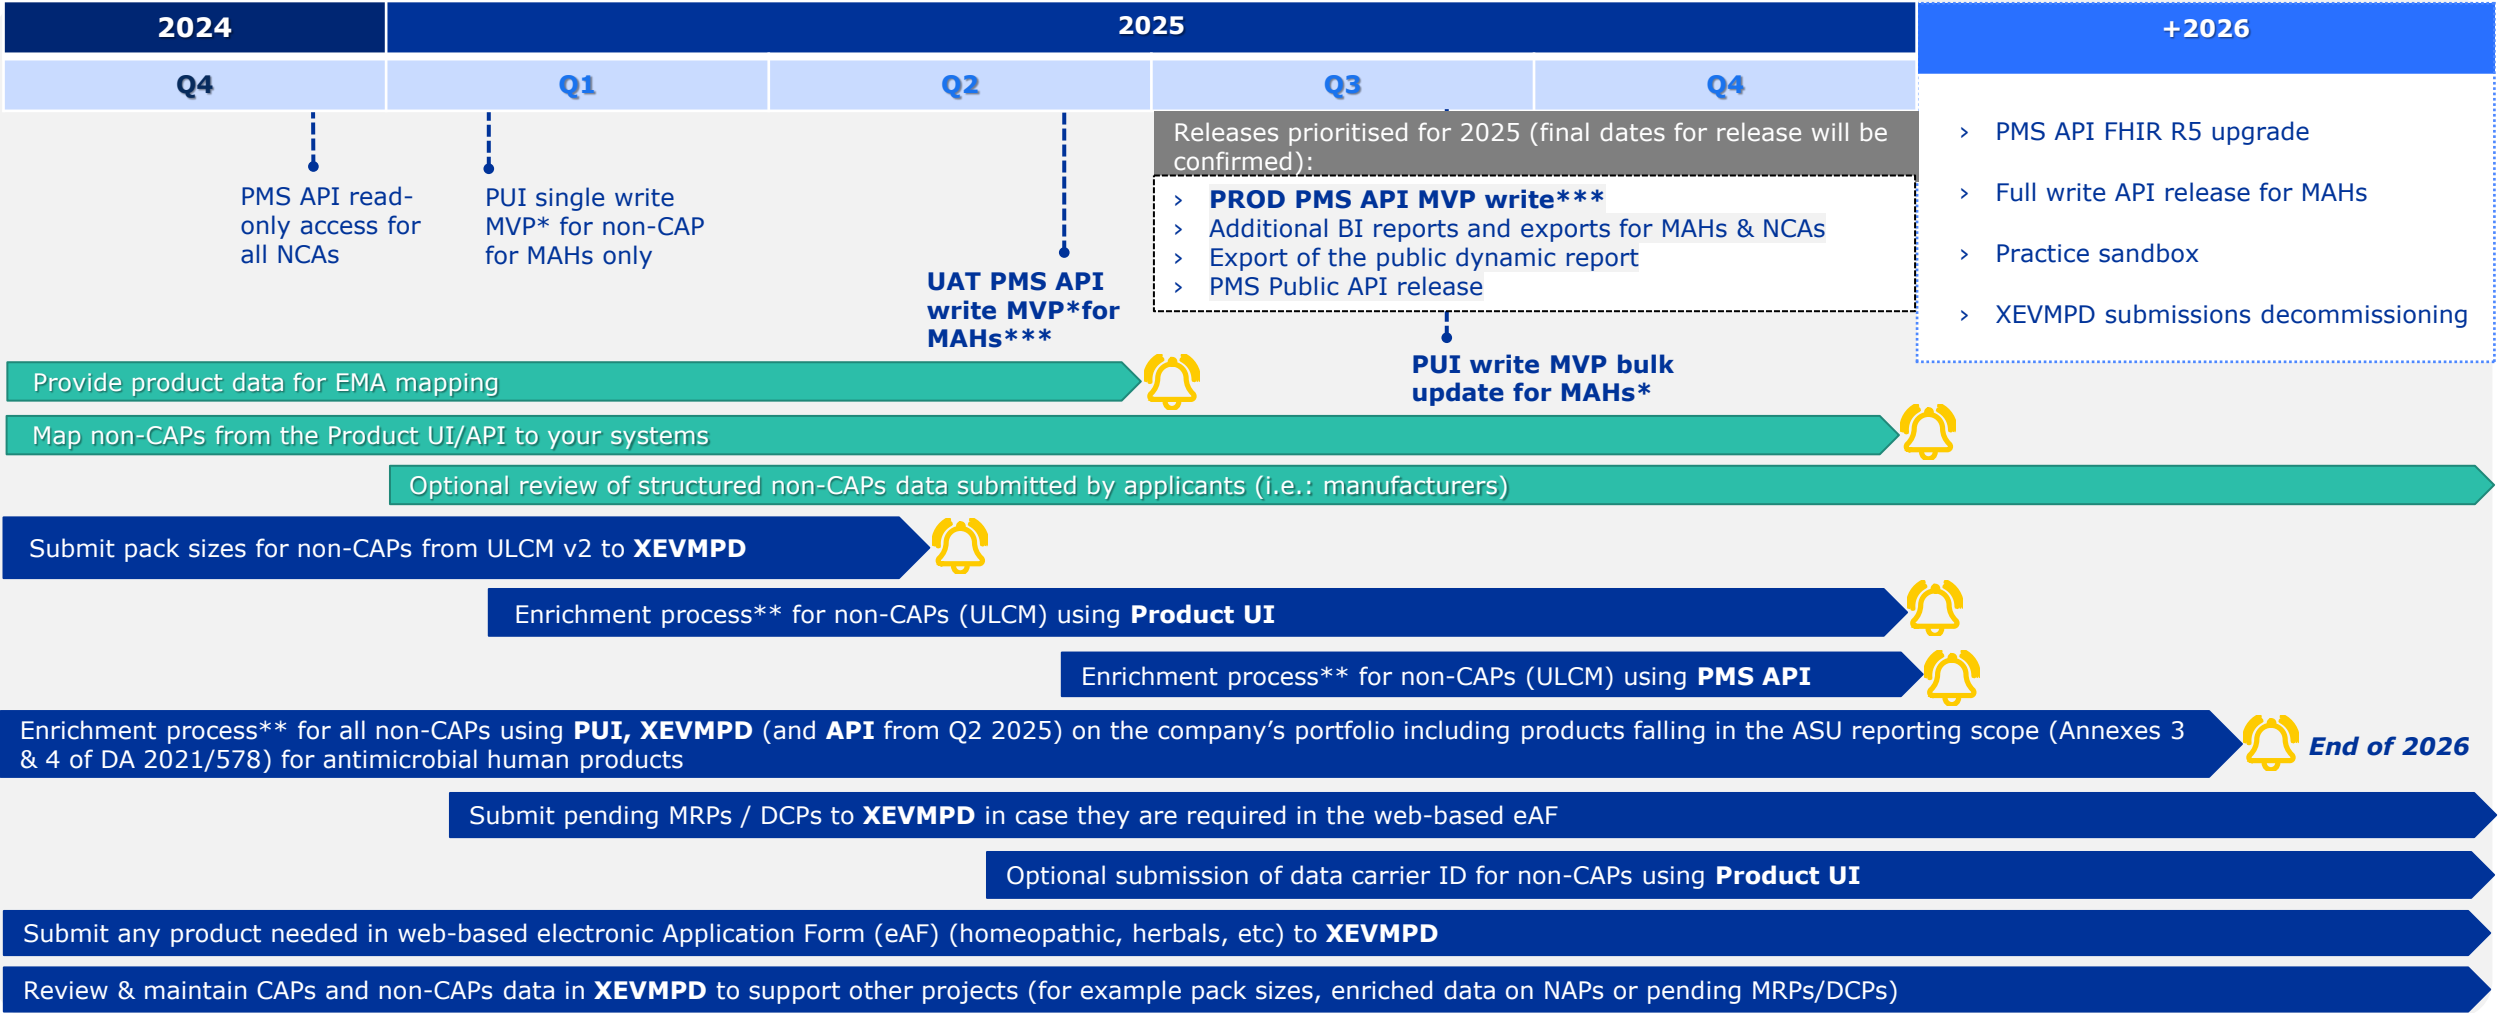 2024
2025
+2026
Q4
Q1
Q2
Q3
Q4
PMS API read-
only access for
all NCAs
PUI single write
MVP* for non-CAP
for MAHs only
UAT PMS API
write MVP*for
MAHs***
Releases prioritised for 2025 (final dates for release will be
confirmed):
› PROD PMS API MVP write***
› Additional BI reports and exports for MAHs & NCAs
› Export of the public dynamic report
› PMS Public API release
PUI write MVP bulk
update for MAHs*
› PMS API FHIR R5 upgrade
› Full write API release for MAHs
› Practice sandbox
› XEVMPD submissions decommissioning
Provide product data for EMA mapping
Map non-CAPs from the Product UI/API to your systems
Optional review of structured non-CAPs data submitted by applicants (i.e.: manufacturers)
Submit pack sizes for non-CAPs from ULCM v2 to XEVMPD
Enrichment process** for non-CAPs (ULCM) using Product UI
Enrichment process** for non-CAPs (ULCM) using PMS API
Enrichment process** for all non-CAPs using PUI, XEVMPD (and API from Q2 2025) on the company’s portfolio including products falling in the ASU reporting scope (Annexes 3
& 4 of DA 2021/578) for antimicrobial human products
End of 2026
Submit pending MRPs / DCPs to XEVMPD in case they are required in the web-based eAF
Optional submission of data carrier ID for non-CAPs using Product UI
Submit any product needed in web-based electronic Application Form (eAF) (homeopathic, herbals, etc) to XEVMPD
Review & maintain CAPs and non-CAPs data in XEVMPD to support other projects (for example pack sizes, enriched data on NAPs or pending MRPs/DCPs)